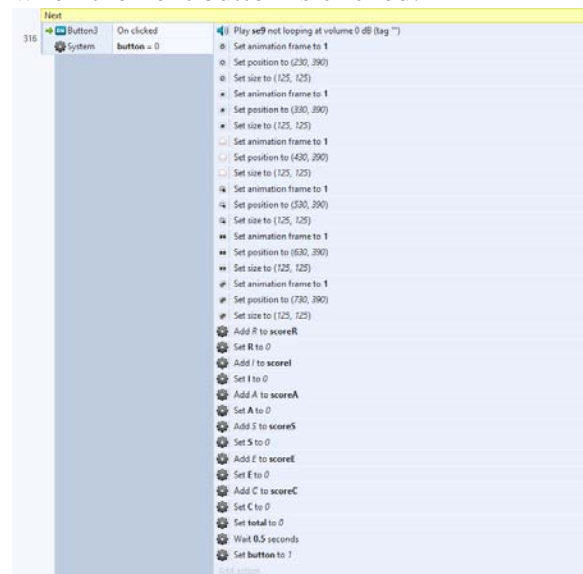 Next
316
Button3 On clicked Play se9 not looping at volume 0 dB (tag "")
System button = 0 Set animation frame to 1
Set position to (230, 390)
Set size to (125, 125)
Set animation frame to 1
Set position to (330, 390)
Set size to (125, 125)
Set animation frame to 1
Set position to (430, 390)
Set size to (125, 125)
Set animation frame to 1
Set position to (530, 390)
Set size to (125, 125)
Set animation frame to 1
Set position to (630, 390)
Set size to (125, 125)
Set animation frame to 1
Set position to (730, 390)
Set size to (125, 125)
Add R to scoreR
Set R to 0
Add I to scoreI
Set I to 0
Add A to scoreA
Set A to 0
Add S to scoreS
Set S to 0
Add E to scoreE
Set E to 0
Add C to scoreC
Set C to 0
Set total to 0
Wait 0.5 seconds
Set button to 1
Add action